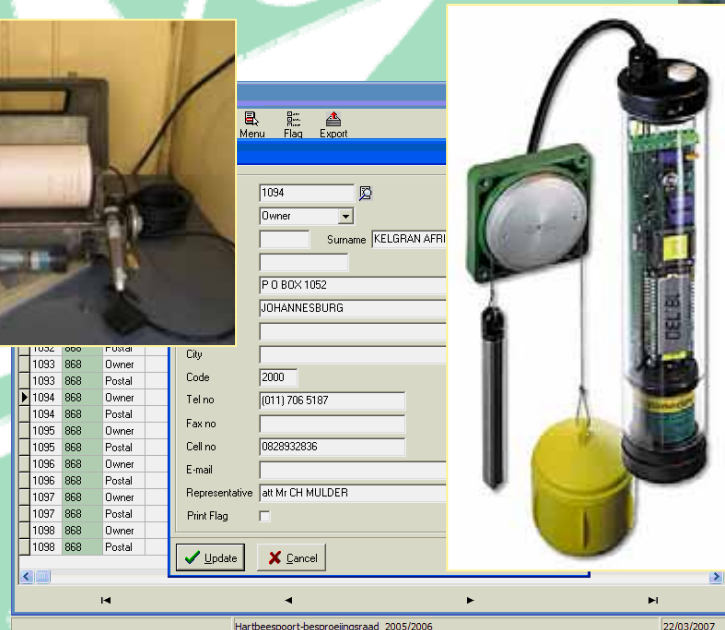 Menu Flag Export
1094
Owner
Surname KELGRAN AFRI
P O BOX 1052
JOHANNESBURG
City
Code 2000
Tel no (011) 706 5187
Fax no
Cell no 0828932836
E-mail
Representative att Mr CH MULDER
Print Flag
Update Cancel
1092 868 Postal
1093 868 Owner
1093 868 Postal
1094 868 Owner
1094 868 Postal
1095 868 Owner
1095 868 Postal
1096 868 Owner
1096 868 Postal
1097 868 Owner
1097 868 Postal
1098 868 Owner
1098 868 Postal
Hartbeespoort-besproeiingsraad 2005/2006 22/03/2007